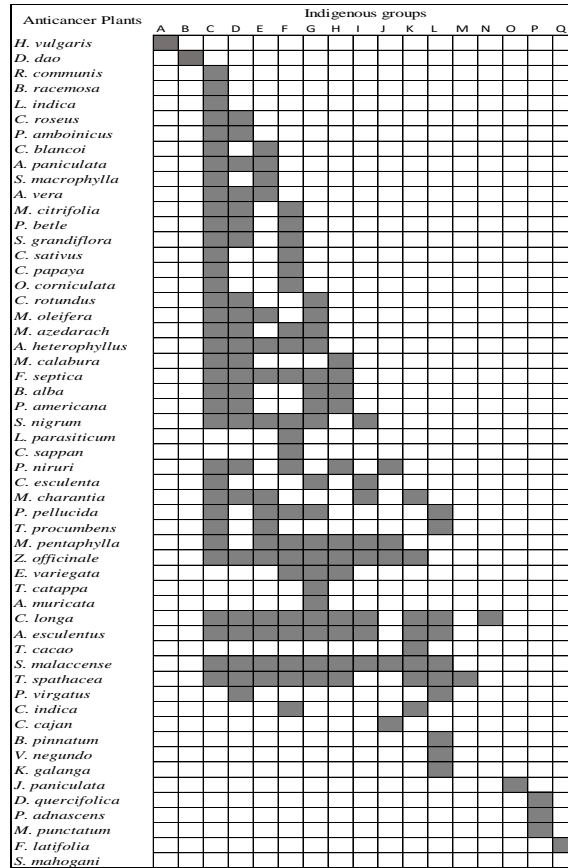 Anticancer Plants
Indigenous groups
A B C D E F G H I J K L M N O P Q
H. vulgaris
D. dao
R. communis
B. racemosa
L. indica
C. roseus
P. amboinicus
C. blancoi
A. paniculata
S. macrophylla
A. vera
M. citrifolia
P. betle
S. grandiflora
C. sativus
C. papaya
O. corniculata
C. rotundus
M. oleifera
M. azedarach
A. heterophyllus
M. calabura
F. septica
B. alba
P. americana
S. nigrum
L. parasiticum
C. sappan
P. niruri
C. esculenta
M. charantia
P. pellucida
T. procumbens
M. pentaphylla
Z. officinale
E. variegata
T. catappa
A. muricata
C. longa
A. esculentus
T. cacao
S. malaccense
T. spathacea
P. virgatus
C. indica
C. cajan
B. pinnatum
V. negundo
K. galanga
J. paniculata
D. quercifolica
P. adnascens
M. punctatum
F. latifolia
S. mahogani